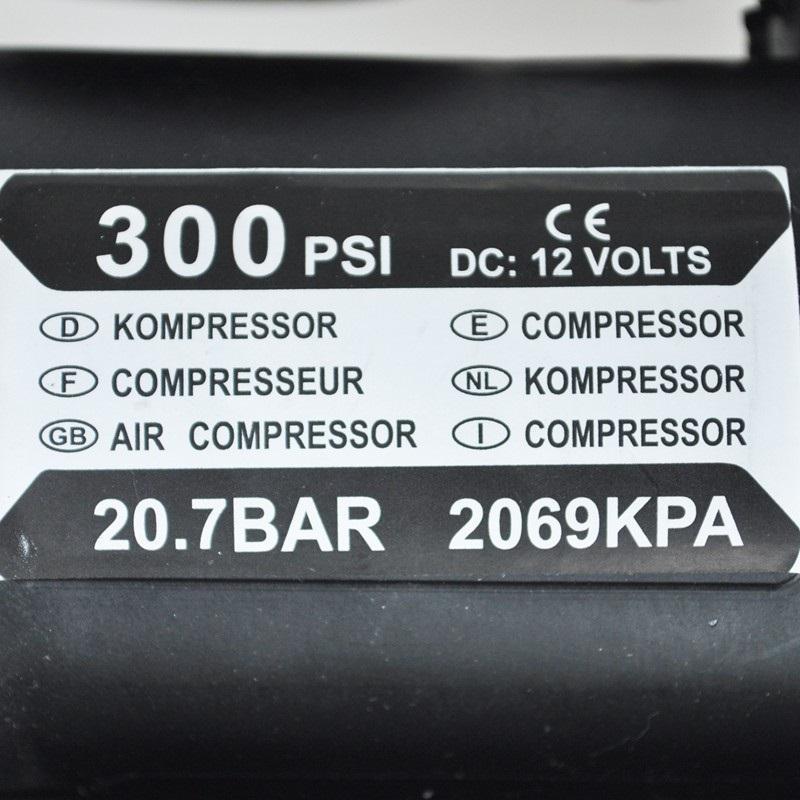 300 PSI CE
DC: 12 VOLTS
D KOMPRESSOR E COMPRESSOR
F COMPRESSEUR NL KOMPRESSOR
GB AIR COMPRESSOR I COMPRESSOR
20.7BAR 2069KPA